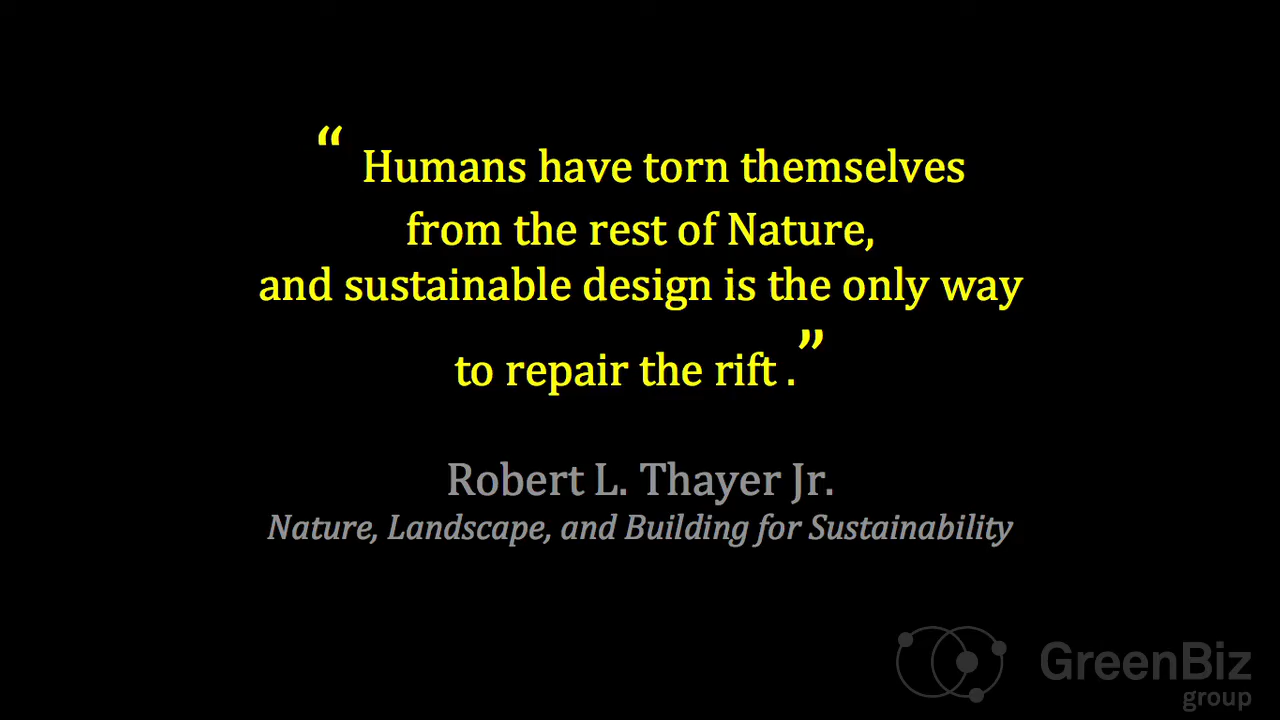 “ Humans have torn themselves
from the rest of Nature,
and sustainable design is the only way
to repair the rift .”
Robert L. Thayer Jr.
Nature, Landscape, and Building for Sustainability
GreenBiz
group